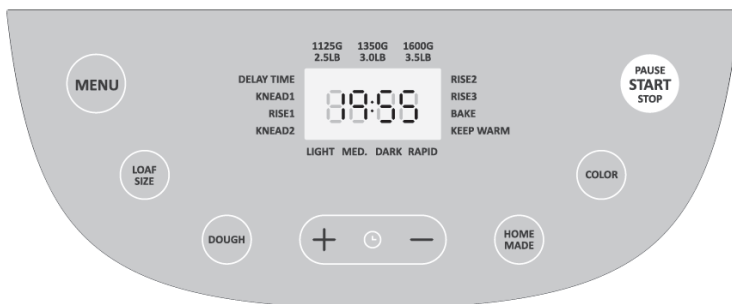 1125G 1350G 1600G
2.5LB 3.0LB 3.5LB
MENU
DELAY TIME
KNEAD1
RISE1
KNEAD2
19:55
RISE2
RISE3
BAKE
KEEP WARM
PAUSE
START
STOP
LIGHT MED. DARK RAPID
LOAF
SIZE
COLOR
DOUGH
+ −
HOME
MADE